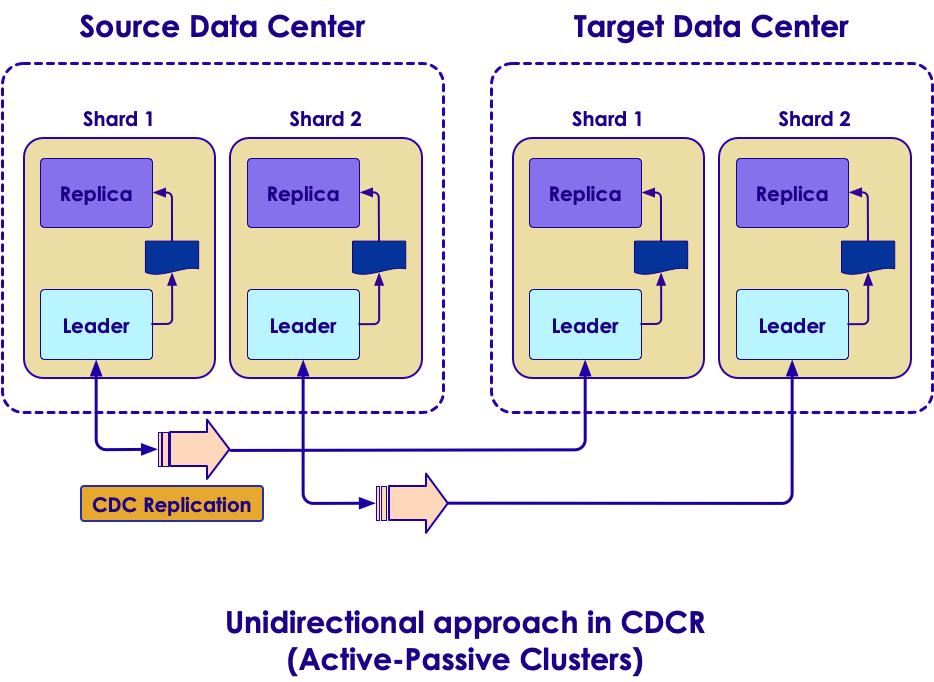 Source Data Center
Target Data Center
Shard 1
Shard 2
Shard 1
Shard 2
Replica
Replica
Replica
Replica
Leader
Leader
Leader
Leader
CDC Replication
Unidirectional approach in CDCR
(Active-Passive Clusters)